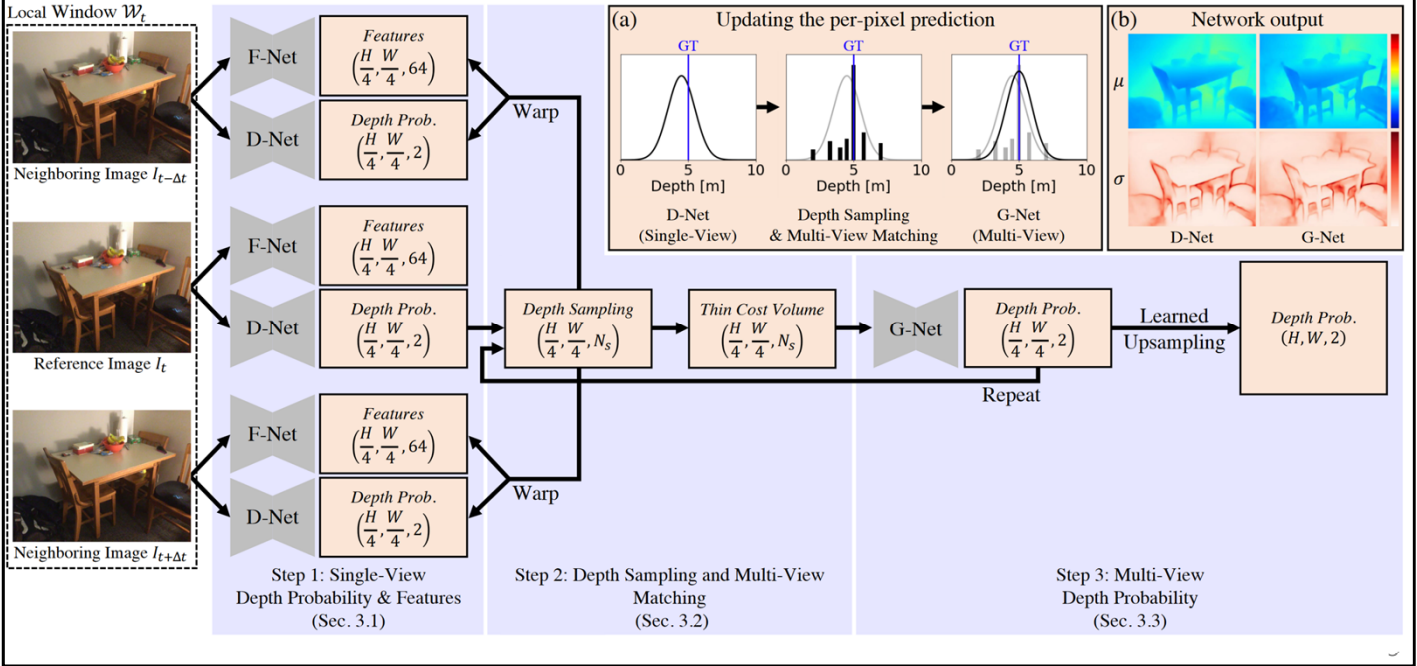 Local Window 𝒲_t
Neighboring Image I_{t−Δt}
Reference Image I_t
Neighboring Image I_{t+Δt}
F-Net
Features
(H/4, W/4, 64)
D-Net
Depth Prob.
(H/4, W/4, 2)
Warp
F-Net
Features
(H/4, W/4, 64)
D-Net
Depth Prob.
(H/4, W/4, 2)
F-Net
Features
(H/4, W/4, 64)
D-Net
Depth Prob.
(H/4, W/4, 2)
Warp
Depth Sampling
(H/4, W/4, N_s)
Thin Cost Volume
(H/4, W/4, N_s)
G-Net
Depth Prob.
(H/4, W/4, 2)
Repeat
Learned
Upsampling
Depth Prob.
(H, W, 2)
(a) Updating the per-pixel prediction
GT GT GT
0 5 10 0 5 10 0 5 10
Depth [m] Depth [m] Depth [m]
D-Net
(Single-View)
Depth Sampling
& Multi-View Matching
G-Net
(Multi-View)
(b) Network output
μ
σ
D-Net G-Net
Step 1: Single-View
Depth Probability & Features
(Sec. 3.1)
Step 2: Depth Sampling and Multi-View
Matching
(Sec. 3.2)
Step 3: Multi-View
Depth Probability
(Sec. 3.3)